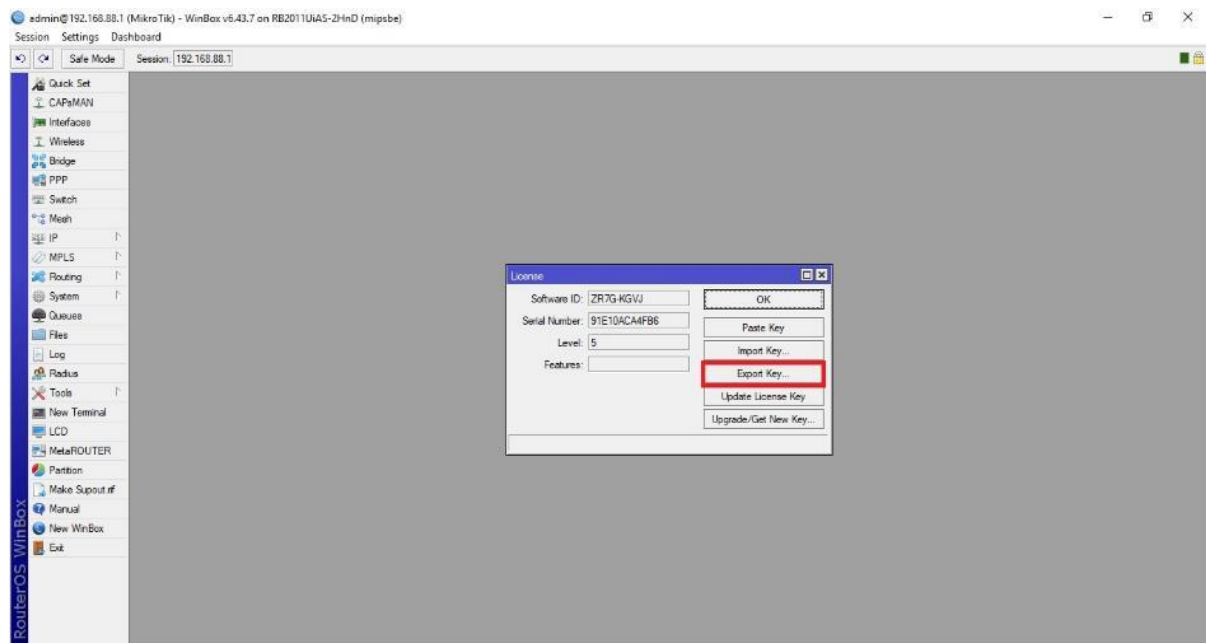 admin@192.168.88.1 (MikroTik) - WinBox v6.43.7 on RB2011UiAS-2HnD (mipsbe)
Session Settings Dashboard
Safe Mode Session: 192.168.88.1
Quick Set
CAPsMAN
Interfaces
Wireless
Bridge
PPP
Switch
Mesh
IP
MPLS
Routing
System
Queues
Files
Log
Radius
Tools
New Terminal
LCD
MetaROUTER
Partition
Make Supout.rif
Manual
New WinBox
Exit
RouterOS WinBox
License
Software ID: ZR7G-KGVJ OK
Serial Number: 91E10ACA4FB6 Paste Key
Level: 5 Import Key...
Features: Export Key...
Update License Key
Upgrade/Get New Key...